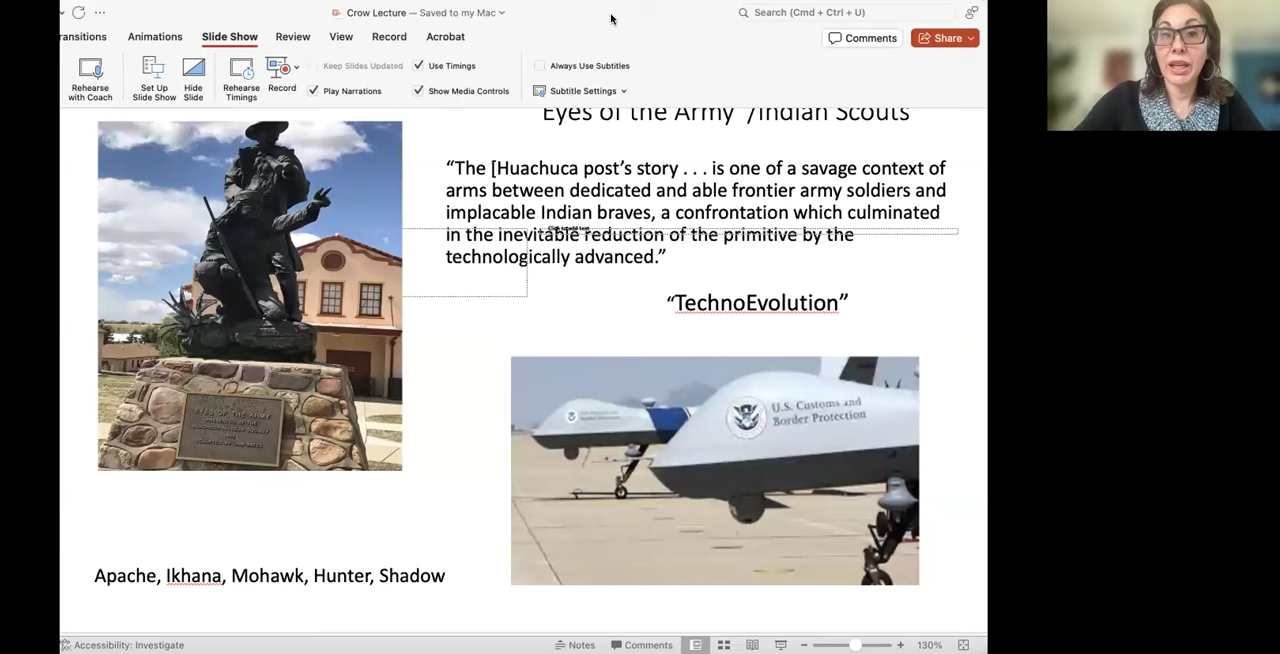 Crow Lecture — Saved to my Mac
Search (Cmd + Ctrl + U)
ransitions Animations Slide Show Review View Record Acrobat
Comments Share
Rehearse with Coach
Set Up Slide Show
Hide Slide
Rehearse Timings
Record
Keep Slides Updated
Use Timings
Play Narrations
Show Media Controls
Always Use Subtitles
Subtitle Settings
Eyes of the Army /Indian Scouts
“The [Huachuca post’s story . . . is one of a savage context of
arms between dedicated and able frontier army soldiers and
implacable Indian braves, a confrontation which culminated
in the inevitable reduction of the primitive by the
technologically advanced.”
“TechnoEvolution”
EYES OF THE ARMY
U.S. Customs and
Border Protection
Apache, Ikhana, Mohawk, Hunter, Shadow
Accessibility: Investigate
Notes Comments 130%